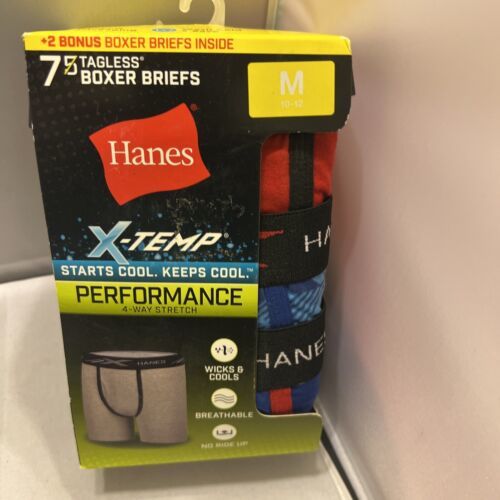 +2 BONUS BOXER BRIEFS INSIDE
7 5 TAGLESS®
BOXER BRIEFS
M
10-12
Hanes
X-TEMP®
STARTS COOL. KEEPS COOL.™
PERFORMANCE
4-WAY STRETCH
HANES
WICKS &
COOLS
BREATHABLE
NO RIDE UP
HA
HANES